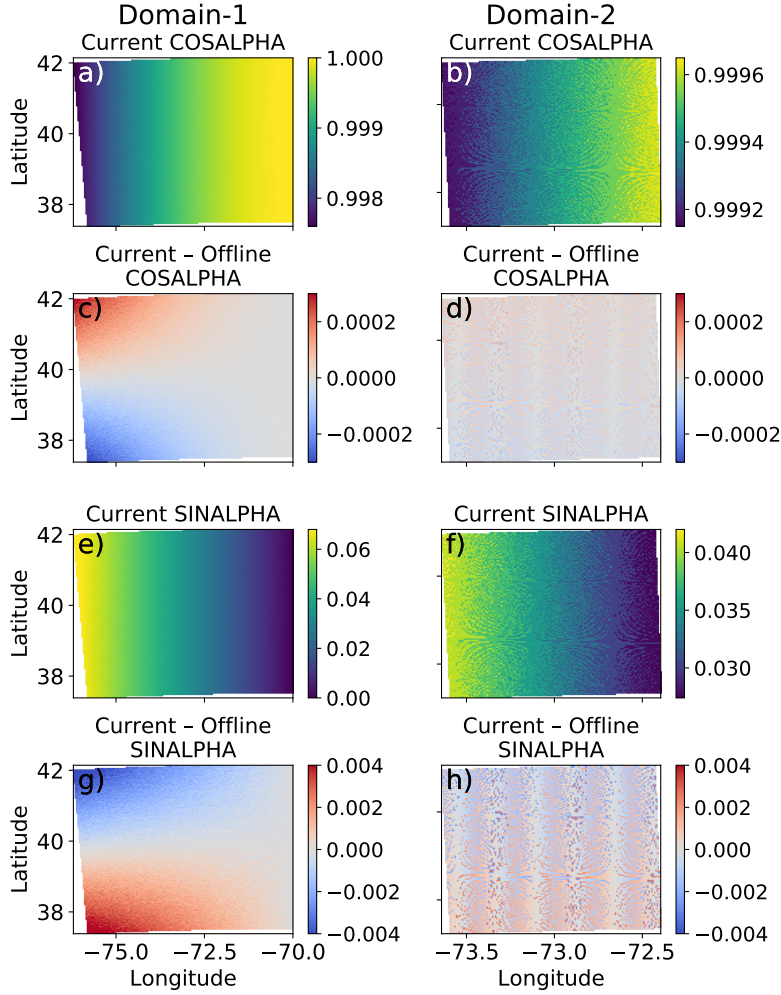 Domain-1 Domain-2
Current COSALPHA Current COSALPHA
a) b)
42
40
38
Latitude
1.000
0.999
0.998
0.9996
0.9994
0.9992
Current – Offline Current – Offline
COSALPHA COSALPHA
c) d)
42
40
38
Latitude
0.0002
0.0000
−0.0002
0.0002
0.0000
−0.0002
Current SINALPHA Current SINALPHA
e) f)
42
40
38
Latitude
0.06
0.04
0.02
0.00
0.040
0.035
0.030
Current – Offline Current – Offline
SINALPHA SINALPHA
g) h)
42
40
38
Latitude
0.004
0.002
0.000
−0.002
−0.004
0.004
0.002
0.000
−0.002
−0.004
−75.0 −72.5 −70.0 −73.5 −73.0 −72.5
Longitude Longitude